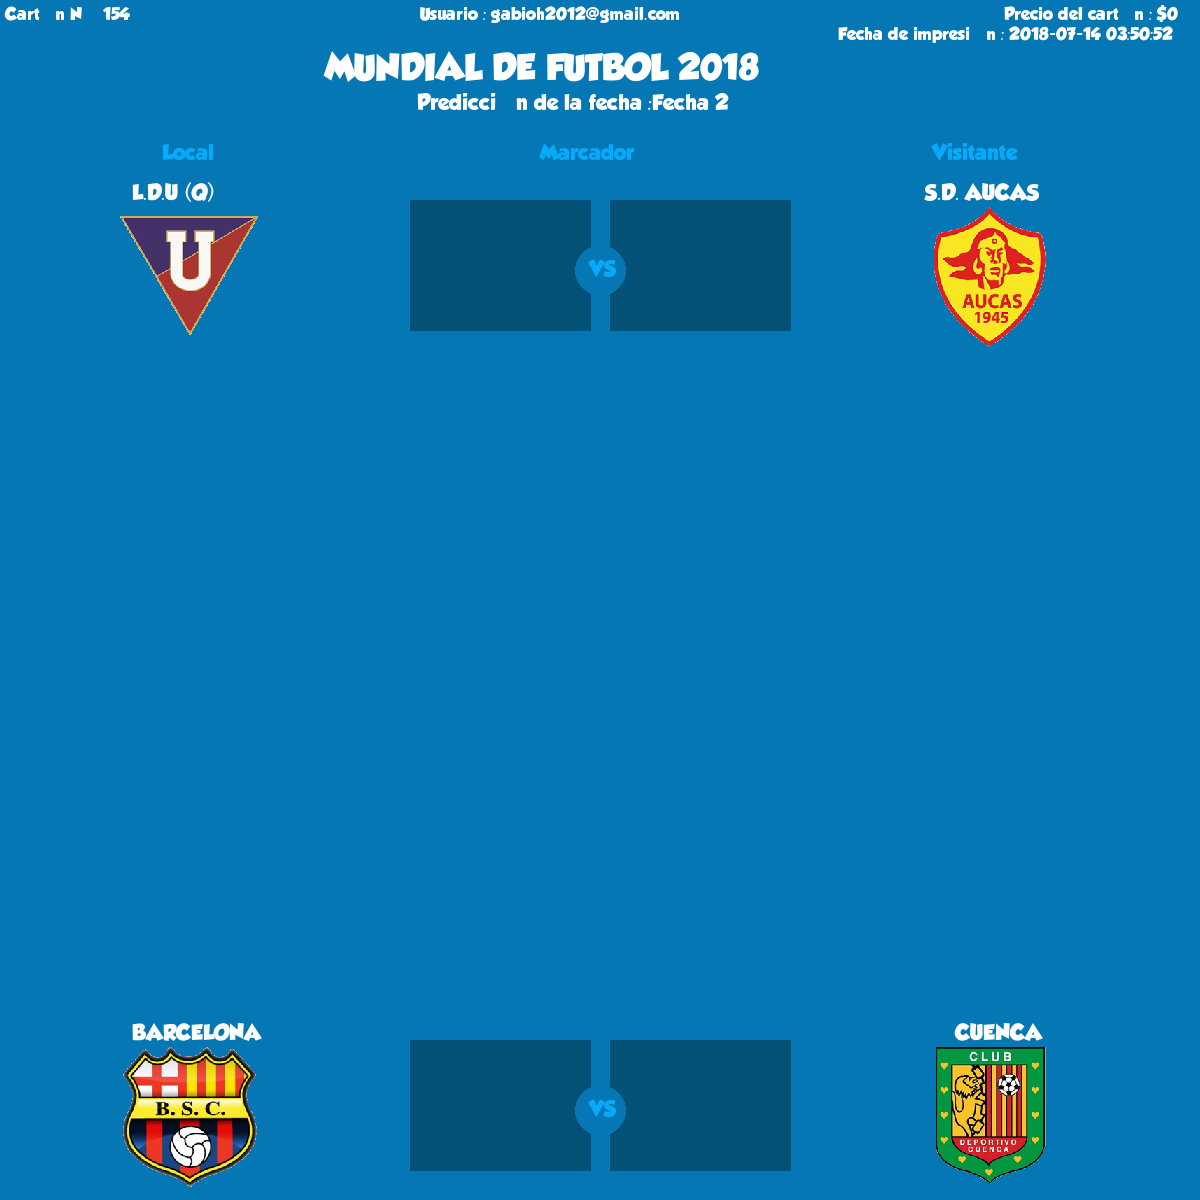 Cart n N 154
Usuario : gabioh2012@gmail.com
Precio del cart n : $0
Fecha de impresi n : 2018-07-14 03:50:52
MUNDIAL DE FUTBOL 2018
Predicci n de la fecha :Fecha 2
Local
Marcador
Visitante
L.D.U (Q)
S.D. AUCAS
U
VS
AUCAS
1945
BARCELONA
CUENCA
B. S. C.
VS
CLUB
DEPORTIVO
CUENCA